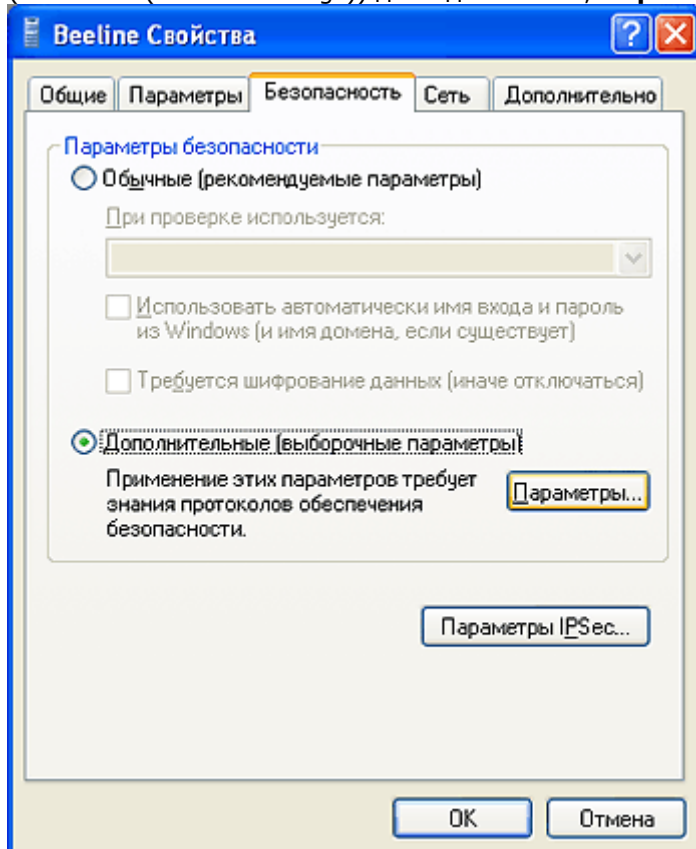 Beeline Свойства
Общие Параметры Безопасность Сеть Дополнительно
Параметры безопасности
Обычные (рекомендуемые параметры)
При проверке используется:
Использовать автоматически имя входа и пароль
из Windows (и имя домена, если существует)
Требуется шифрование данных (иначе отключаться)
Дополнительные (выборочные параметры)
Применение этих параметров требует
знания протоколов обеспечения
безопасности.
Параметры...
Параметры IPSec...
OK Отмена